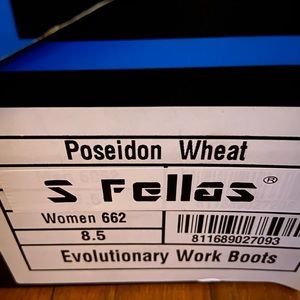 Poseidon Wheat
S Fellas®
Women 662
8.5
811689027093
Evolutionary Work Boots